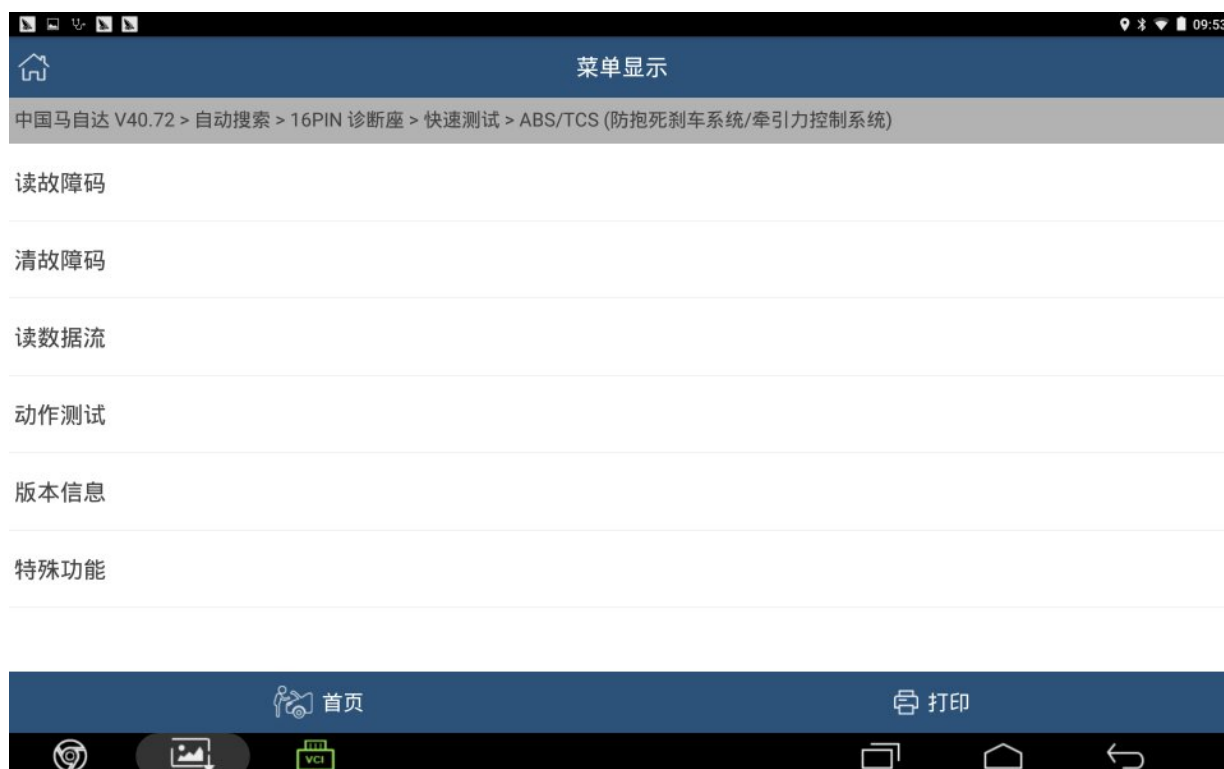 09:53
菜单显示
中国马自达 V40.72 > 自动搜索 > 16PIN 诊断座 > 快速测试 > ABS/TCS (防抱死刹车系统/牵引力控制系统)
读故障码
清故障码
读数据流
动作测试
版本信息
特殊功能
首页 打印
VCI